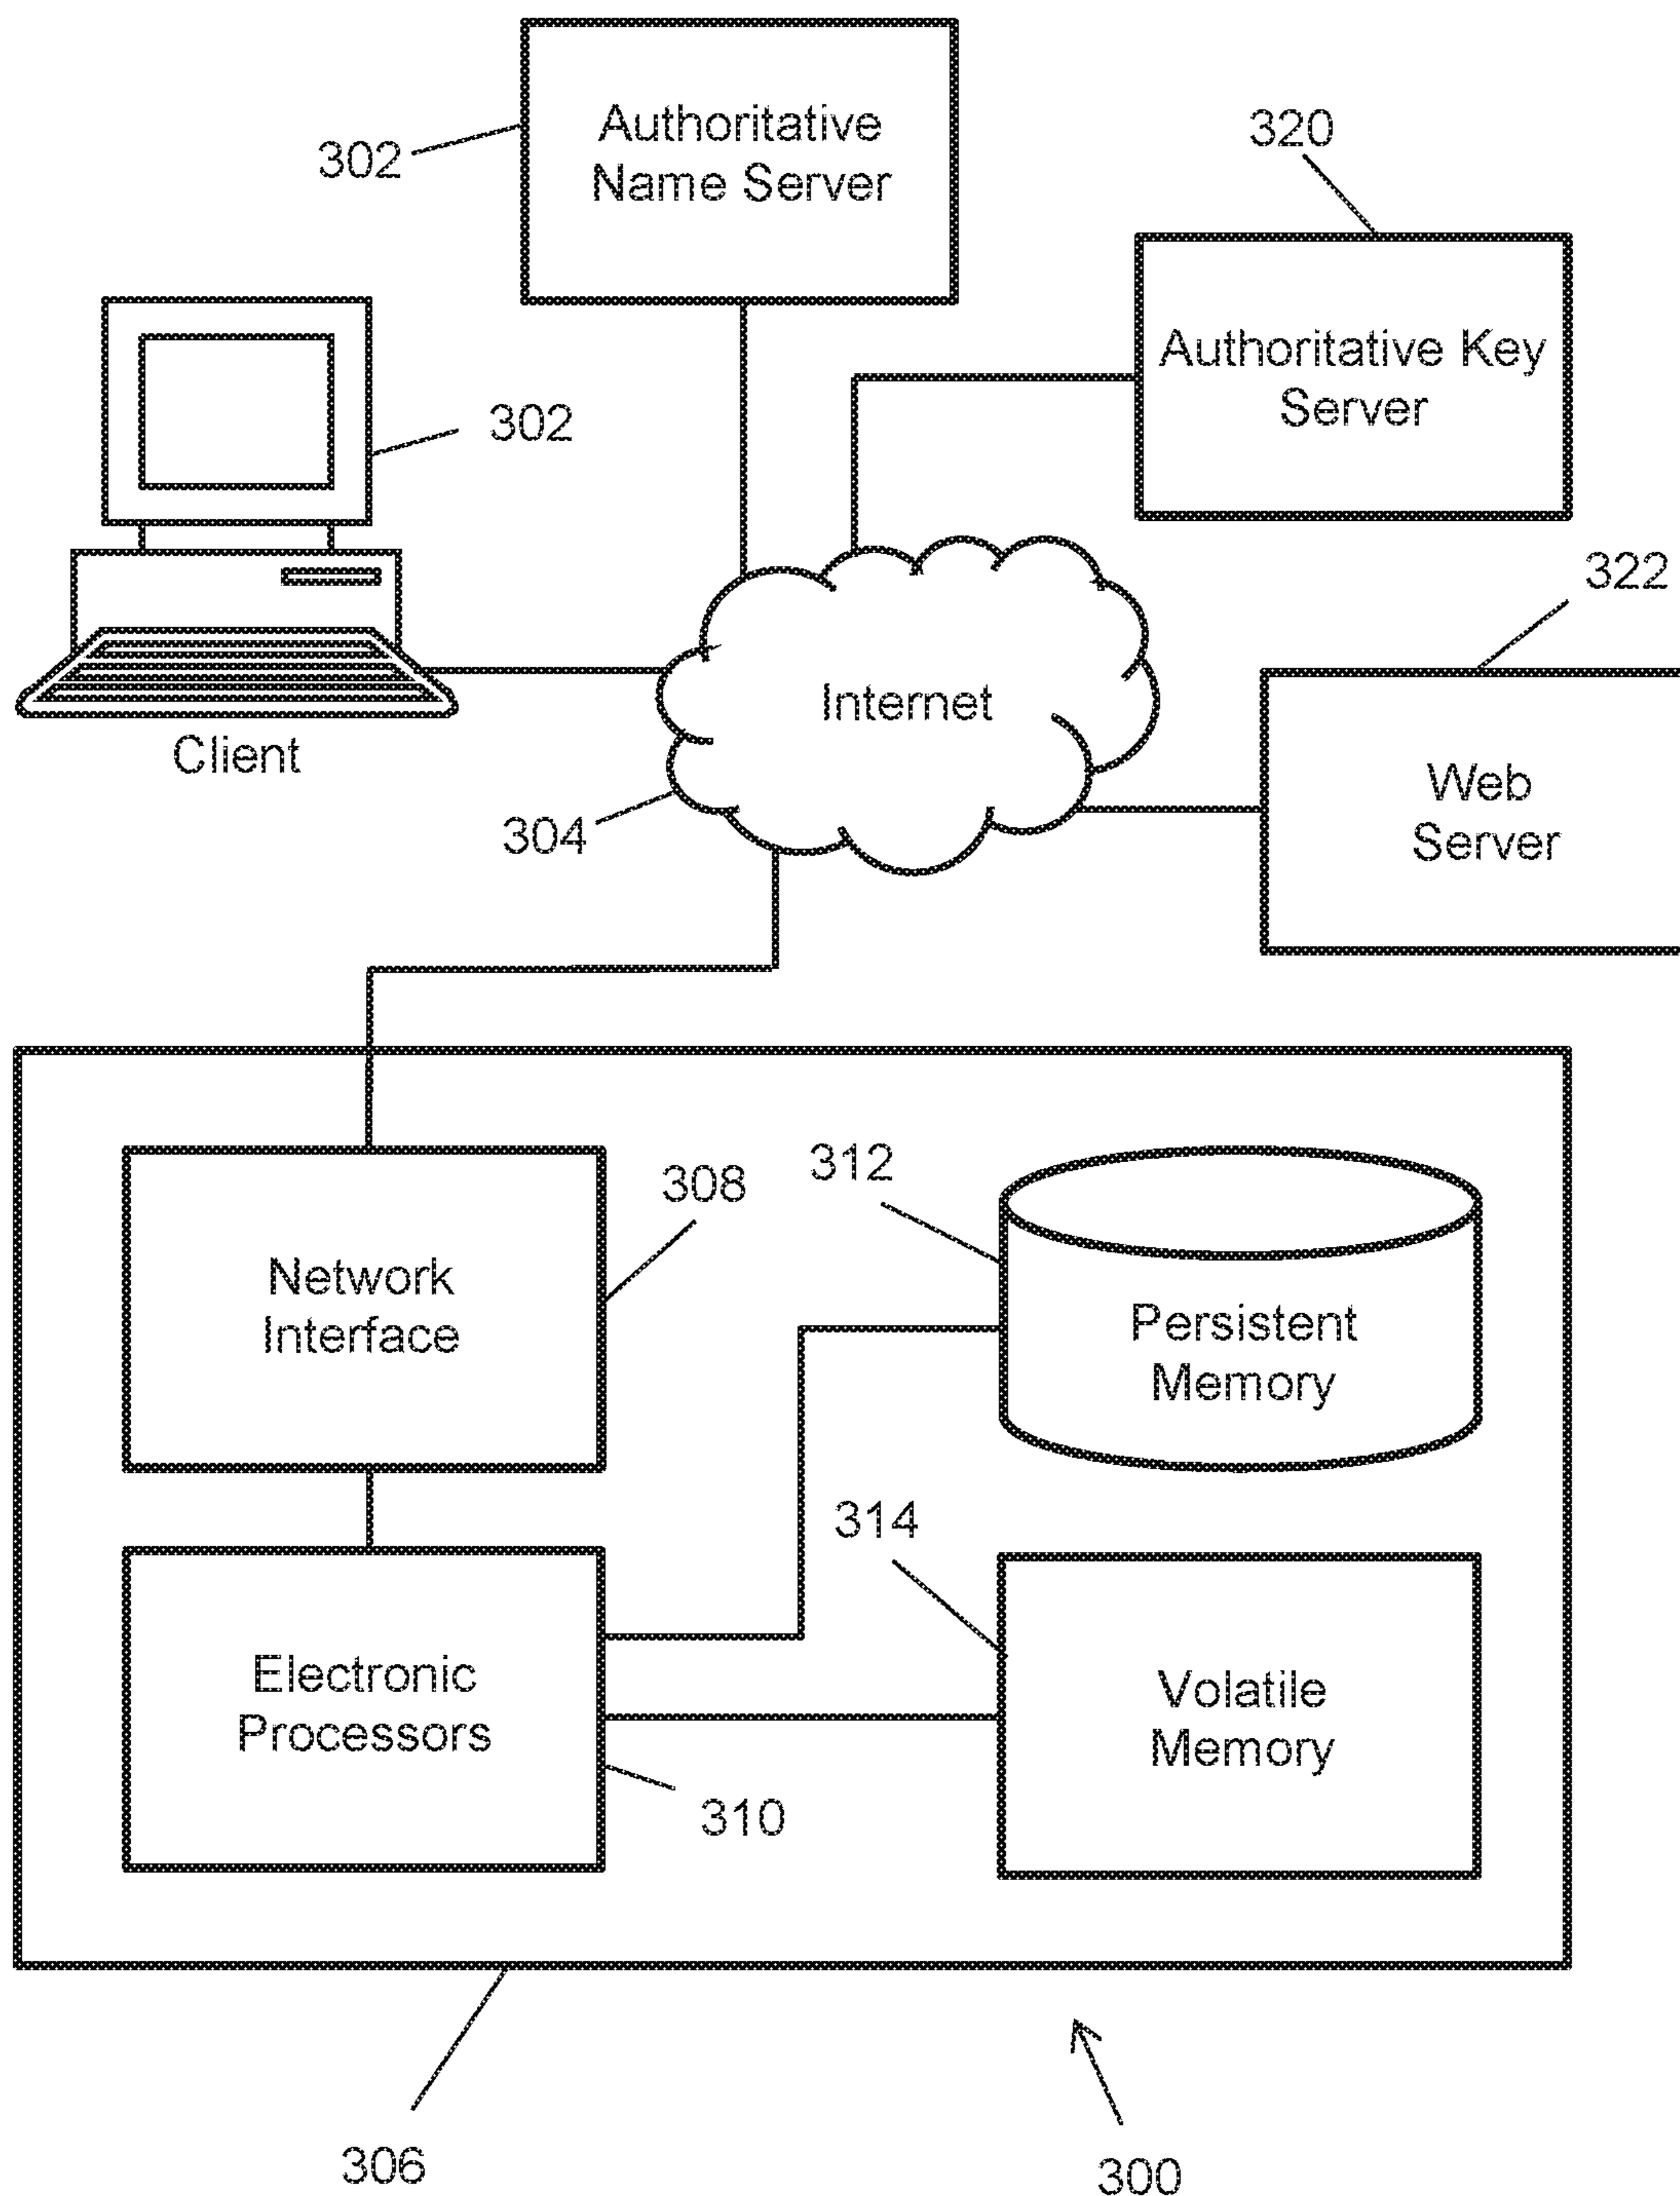 Authoritative
Name Server
302
320
Authoritative Key
Server
302
322
Client
Internet
304
Web
Server
Network
Interface
308
312
Persistent
Memory
314
Electronic
Processors
310
Volatile
Memory
306
300